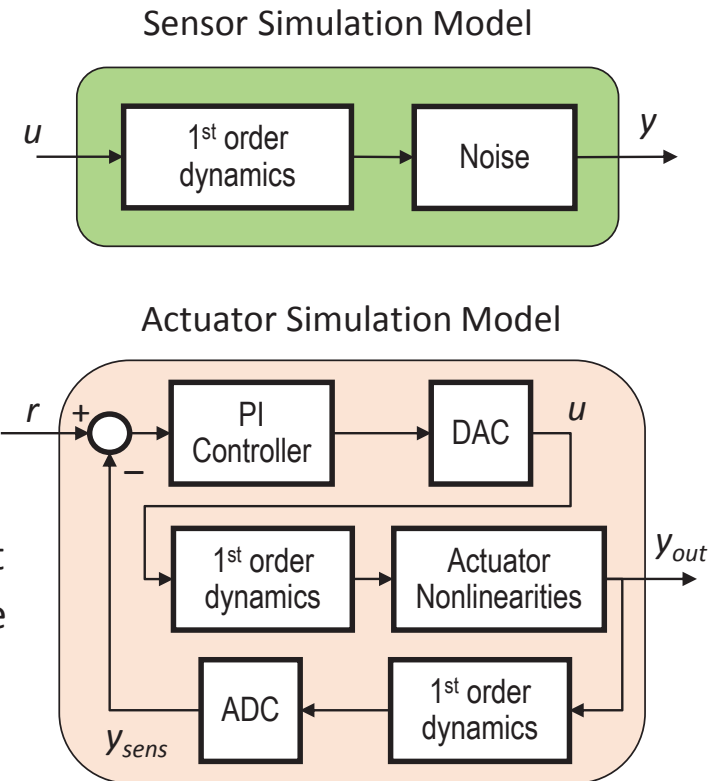 Sensor Simulation Model
u
1st order
dynamics
Noise
y
Actuator Simulation Model
r
+
−
PI
Controller
DAC
u
1st order
dynamics
Actuator
Nonlinearities
yout
t
e
ADC
1st order
dynamics
ysens